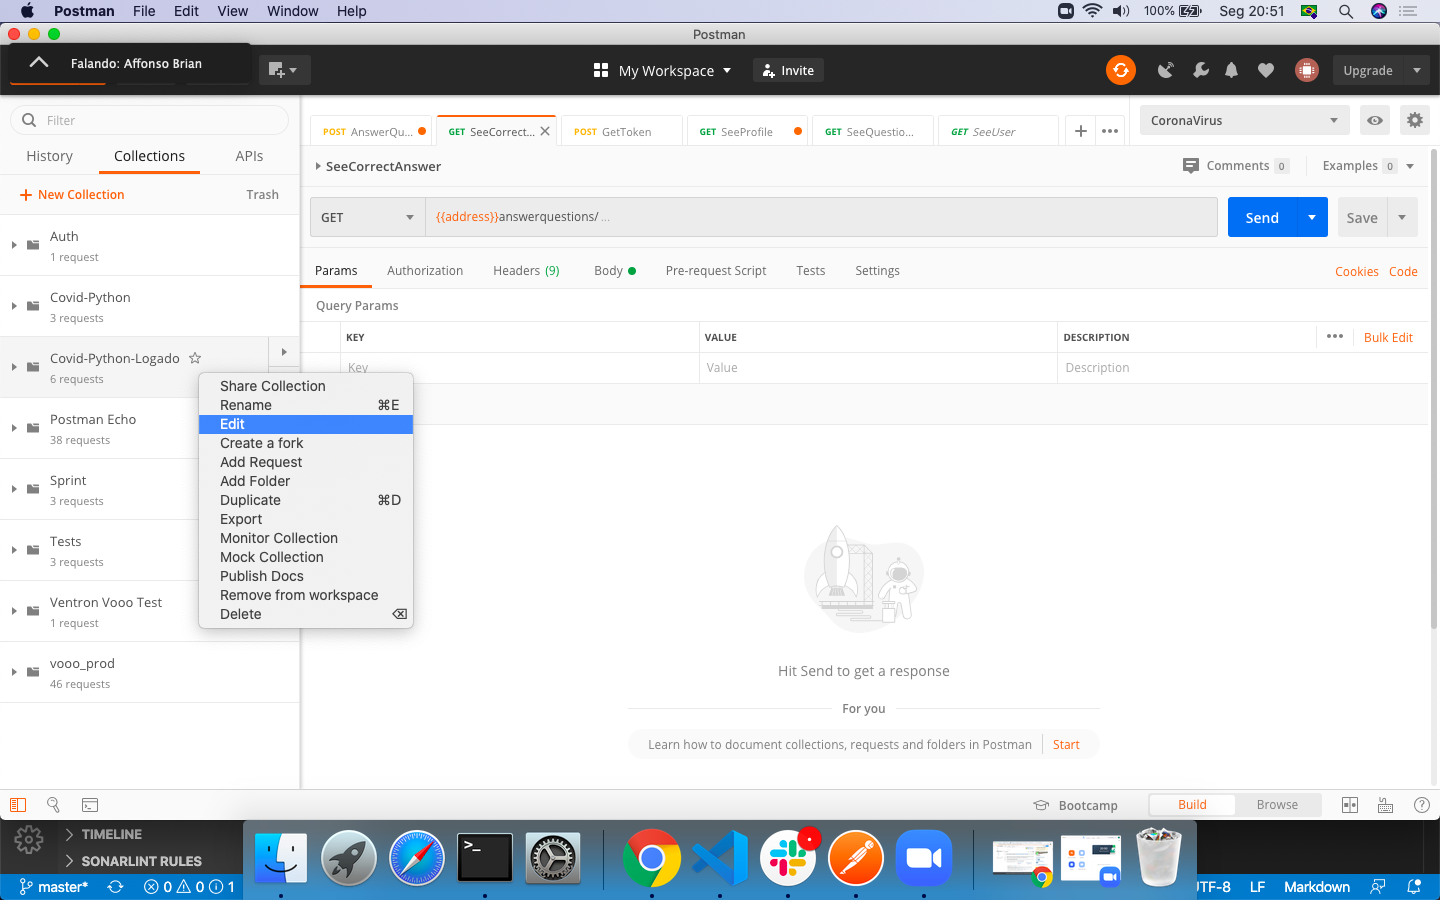 Postman File Edit View Window Help 100% Seg 20:51
Postman
Falando: Affonso Brian
My Workspace Invite Upgrade
Filter
History Collections APIs
New Collection Trash
Auth
1 request
Covid-Python
3 requests
Covid-Python-Logado
6 requests
Postman Echo
38 requests
Sprint
3 requests
Tests
3 requests
Ventron Vooo Test
1 request
vooo_prod
46 requests
Share Collection
Rename ⌘E
Edit
Create a fork
Add Request
Add Folder
Duplicate ⌘D
Export
Monitor Collection
Mock Collection
Publish Docs
Remove from workspace
Delete ⌫
POST AnswerQu... GET SeeCorrect... POST GetToken GET SeeProfile GET SeeQuestio... GET SeeUser
CoronaVirus
SeeCorrectAnswer Comments 0 Examples 0
GET {{address}}answerquestions/ ... Send Save
Params Authorization Headers (9) Body Pre-request Script Tests Settings Cookies Code
Query Params
KEY VALUE DESCRIPTION Bulk Edit
Key Value Description
Hit Send to get a response
For you
Learn how to document collections, requests and folders in Postman Start
Bootcamp Build Browse
TIMELINE
SONARLINT RULES
master* 0 0 1 UTF-8 LF Markdown